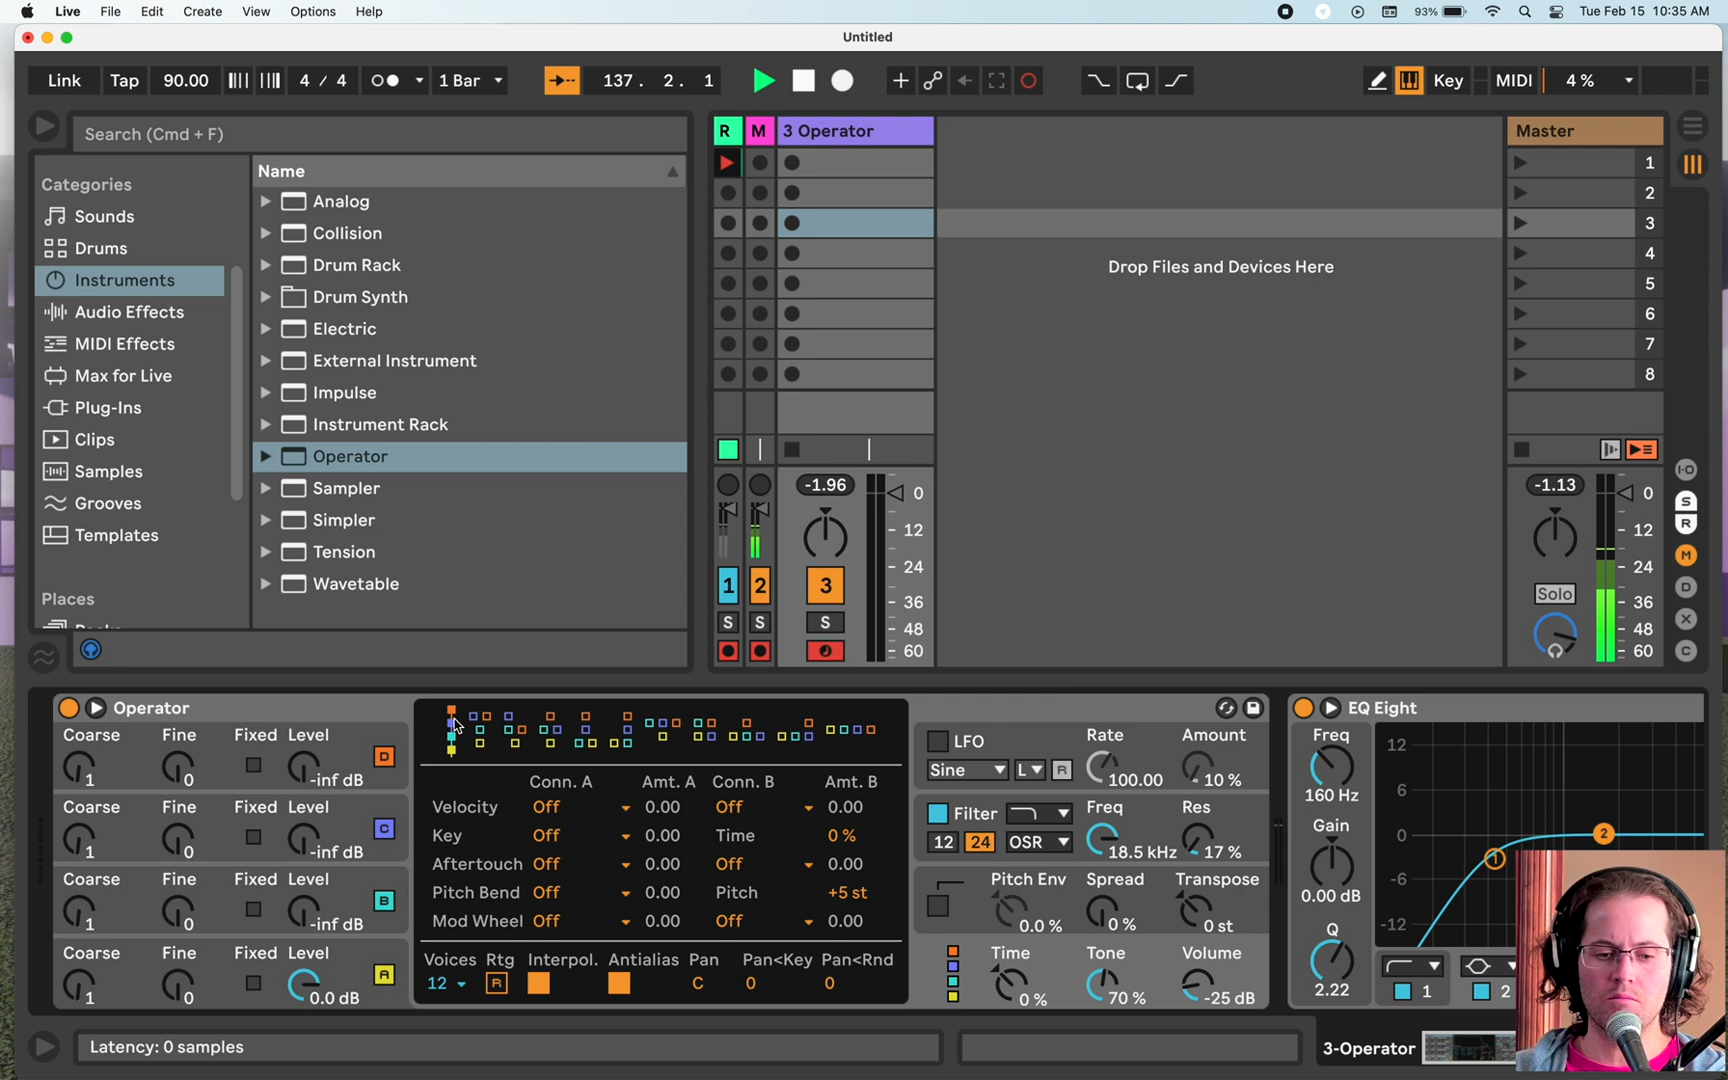 Live File Edit Create View Options Help 93% Tue Feb 15 10:35 AM
Untitled
Link Tap 90.00 4 / 4 1 Bar 137. 2. 1 Key MIDI 4 %
Search (Cmd + F)
Categories
Sounds
Drums
Instruments
Audio Effects
MIDI Effects
Max for Live
Plug-Ins
Clips
Samples
Grooves
Templates
Places
Name
Analog
Collision
Drum Rack
Drum Synth
Electric
External Instrument
Impulse
Instrument Rack
Operator
Sampler
Simpler
Tension
Wavetable
R M 3 Operator Master
1
2
3
4
5
6
7
8
Drop Files and Devices Here
-1.96 0 -1.13 0
12 12
24 24
1 2 3 36 Solo 36
S S S 48 48
60 60
I·O
S
R
M
D
X
C
Operator
Coarse Fine Fixed Level
1 0 -inf dB D
Coarse Fine Fixed Level
1 0 -inf dB C
Coarse Fine Fixed Level
1 0 -inf dB B
Coarse Fine Fixed Level
1 0 0.0 dB A
Conn. A Amt. A Conn. B Amt. B
Velocity Off 0.00 Off 0.00
Key Off 0.00 Time 0 %
Aftertouch Off 0.00 Off 0.00
Pitch Bend Off 0.00 Pitch +5 st
Mod Wheel Off 0.00 Off 0.00
Voices Rtg Interpol. Antialias Pan Pan<Key Pan<Rnd
12 R C 0 0
LFO Rate Amount
Sine L R 100.00 10 %
Filter Freq Res
12 24 OSR 18.5 kHz 17 %
Pitch Env Spread Transpose
0.0 % 0 % 0 st
Time Tone Volume
0 % 70 % -25 dB
EQ Eight
Freq
160 Hz
Gain
0.00 dB
Q
2.22
12
6
0
-6
-12
1 2
1 2
Latency: 0 samples
3-Operator